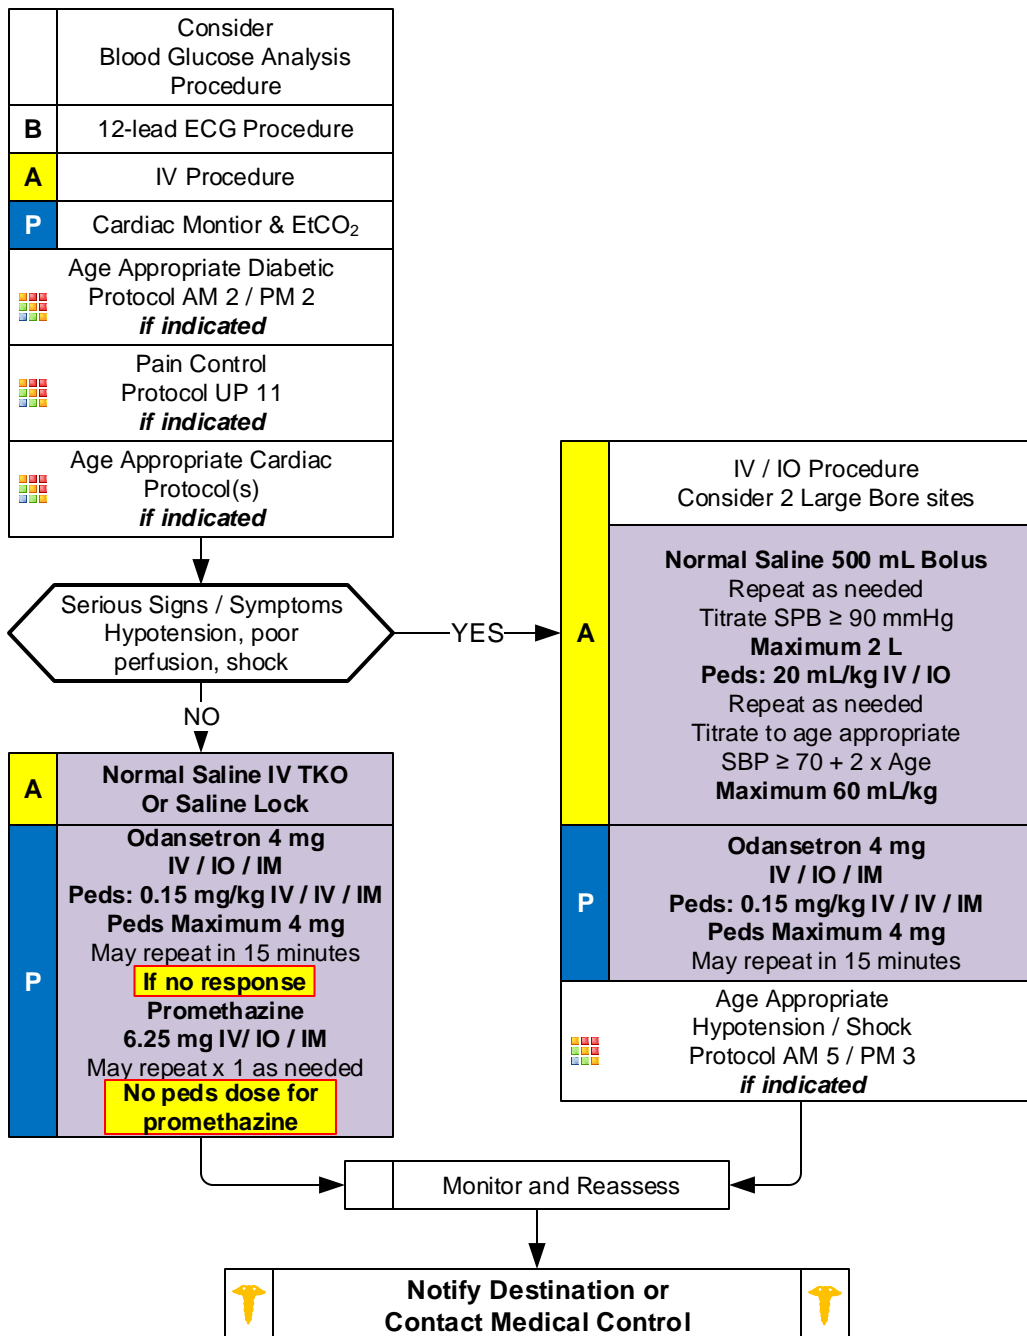 Consider
Blood Glucose Analysis
Procedure
B
12-lead ECG Procedure
A
IV Procedure
P
Cardiac Montior & EtCO₂
Age Appropriate Diabetic
Protocol AM 2 / PM 2
if indicated
Pain Control
Protocol UP 11
if indicated
Age Appropriate Cardiac
Protocol(s)
if indicated
Serious Signs / Symptoms
Hypotension, poor
perfusion, shock
YES
NO
A
Normal Saline IV TKO
Or Saline Lock
P
Odansetron 4 mg
IV / IO / IM
Peds: 0.15 mg/kg IV / IV / IM
Peds Maximum 4 mg
May repeat in 15 minutes
If no response
Promethazine
6.25 mg IV/ IO / IM
May repeat x 1 as needed
No peds dose for
promethazine
A
IV / IO Procedure
Consider 2 Large Bore sites
Normal Saline 500 mL Bolus
Repeat as needed
Titrate SPB ≥ 90 mmHg
Maximum 2 L
Peds: 20 mL/kg IV / IO
Repeat as needed
Titrate to age appropriate
SBP ≥ 70 + 2 x Age
Maximum 60 mL/kg
P
Odansetron 4 mg
IV / IO / IM
Peds: 0.15 mg/kg IV / IV / IM
Peds Maximum 4 mg
May repeat in 15 minutes
Age Appropriate
Hypotension / Shock
Protocol AM 5 / PM 3
if indicated
Monitor and Reassess
Notify Destination or
Contact Medical Control